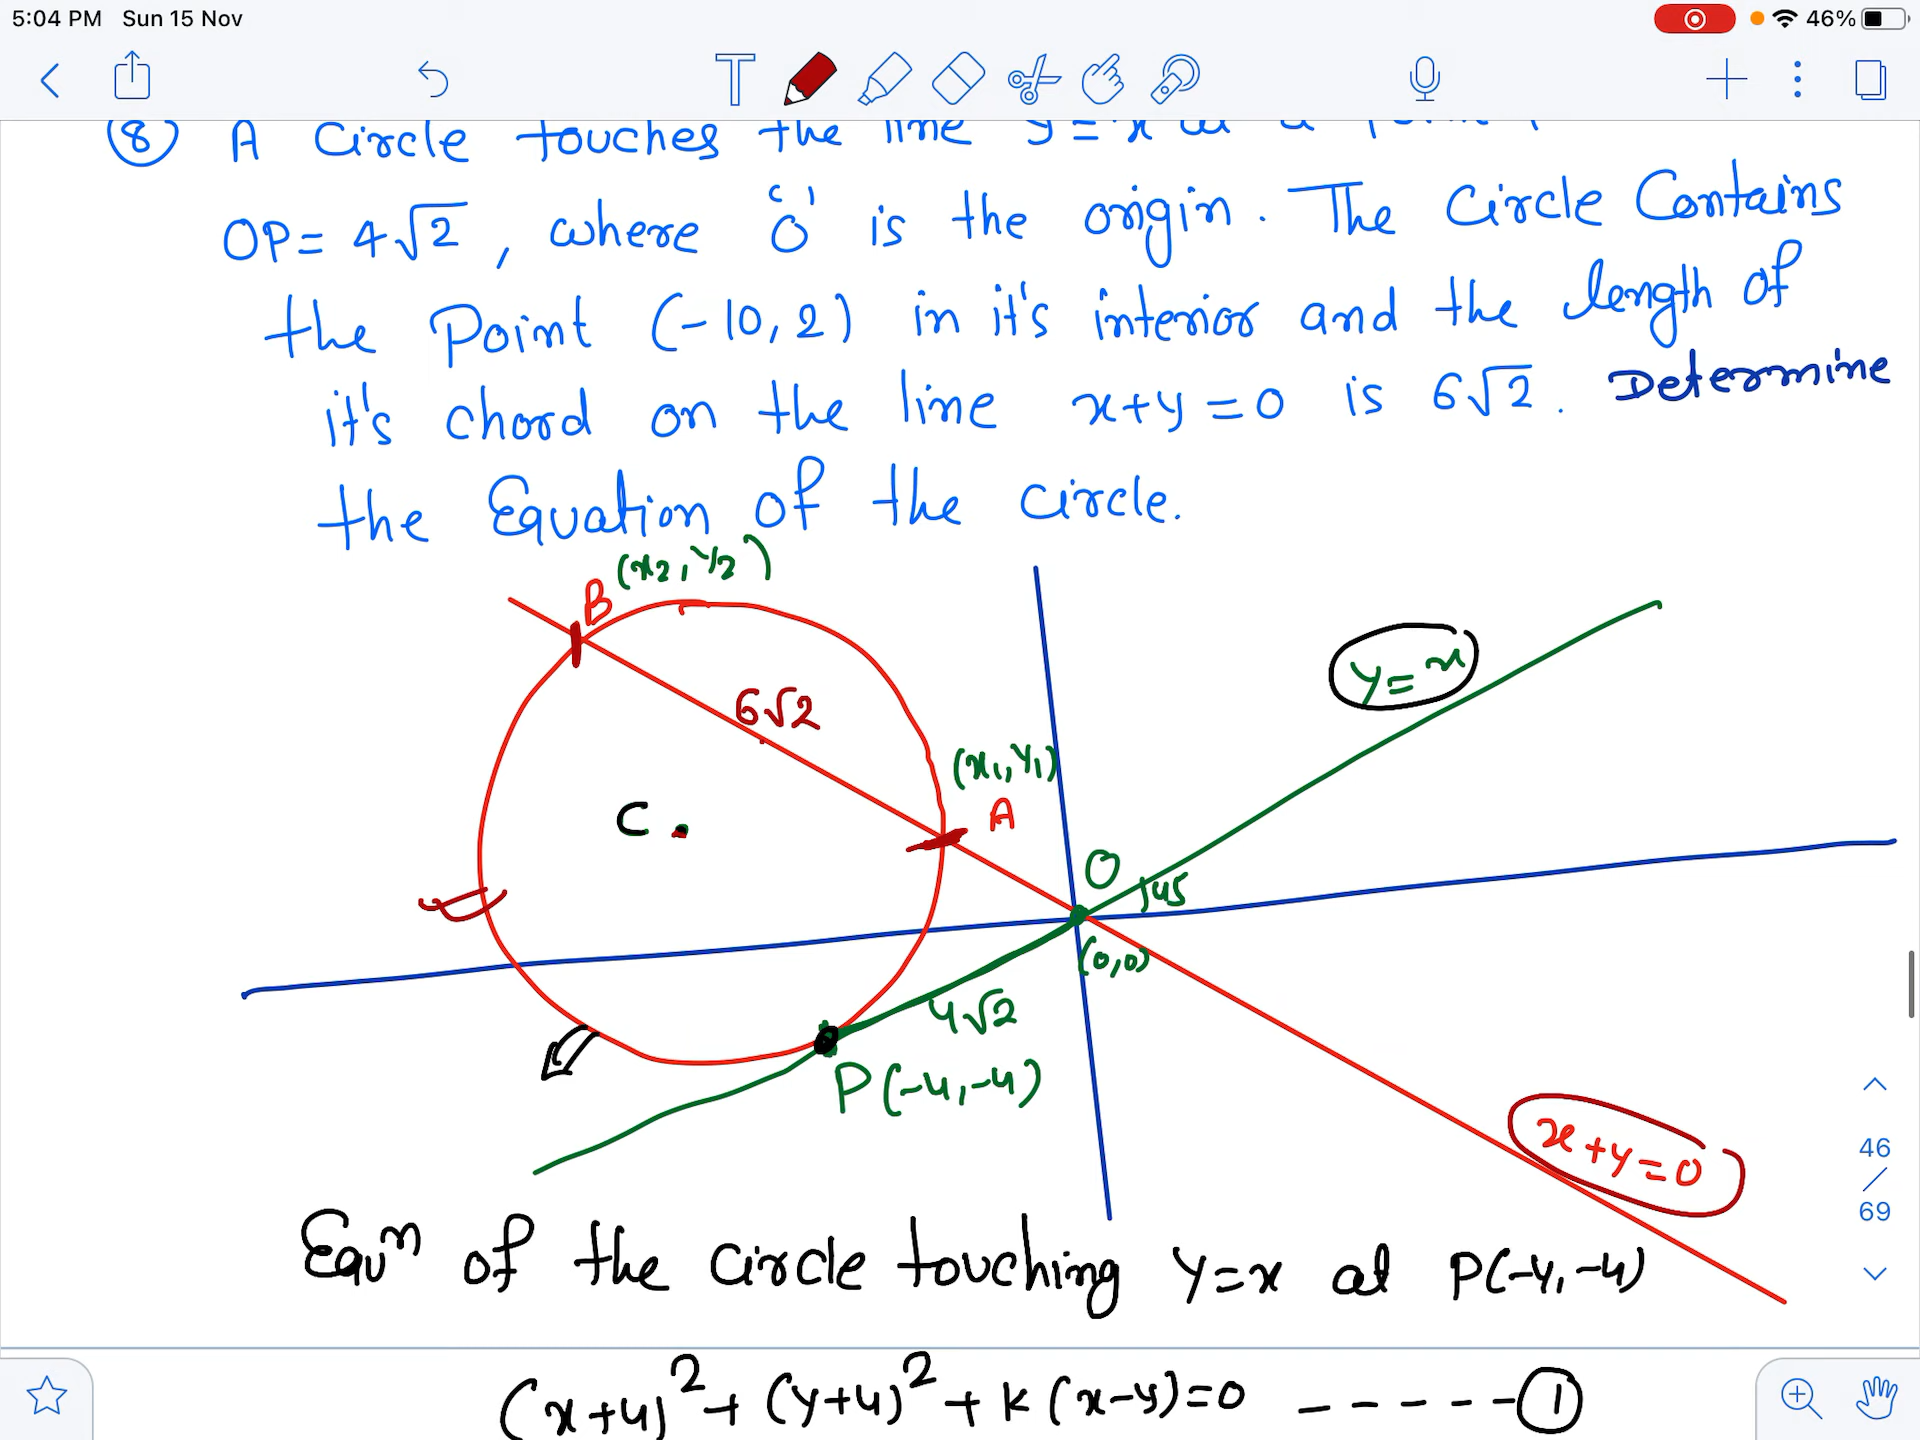 5:04 PM Sun 15 Nov
46%
T
(8) A Circle touches the line y = x
OP = 4√2 , where 'O' is the origin. The Circle Contains
the Point (-10, 2) in it's interior and the length of
it's chord on the line x+y = 0 is 6√2 . Determine
the Equation of the circle.
B (x2, y2)
y = x
6√2
(x1, y1)
A
C .
O
45
(0,0)
4√2
P(-4,-4)
x+y=0
46
/
69
Equn of the circle touching y=x at P(-4,-4)
(x+4)² + (y+4)² + K(x-y)=0 ------(1)